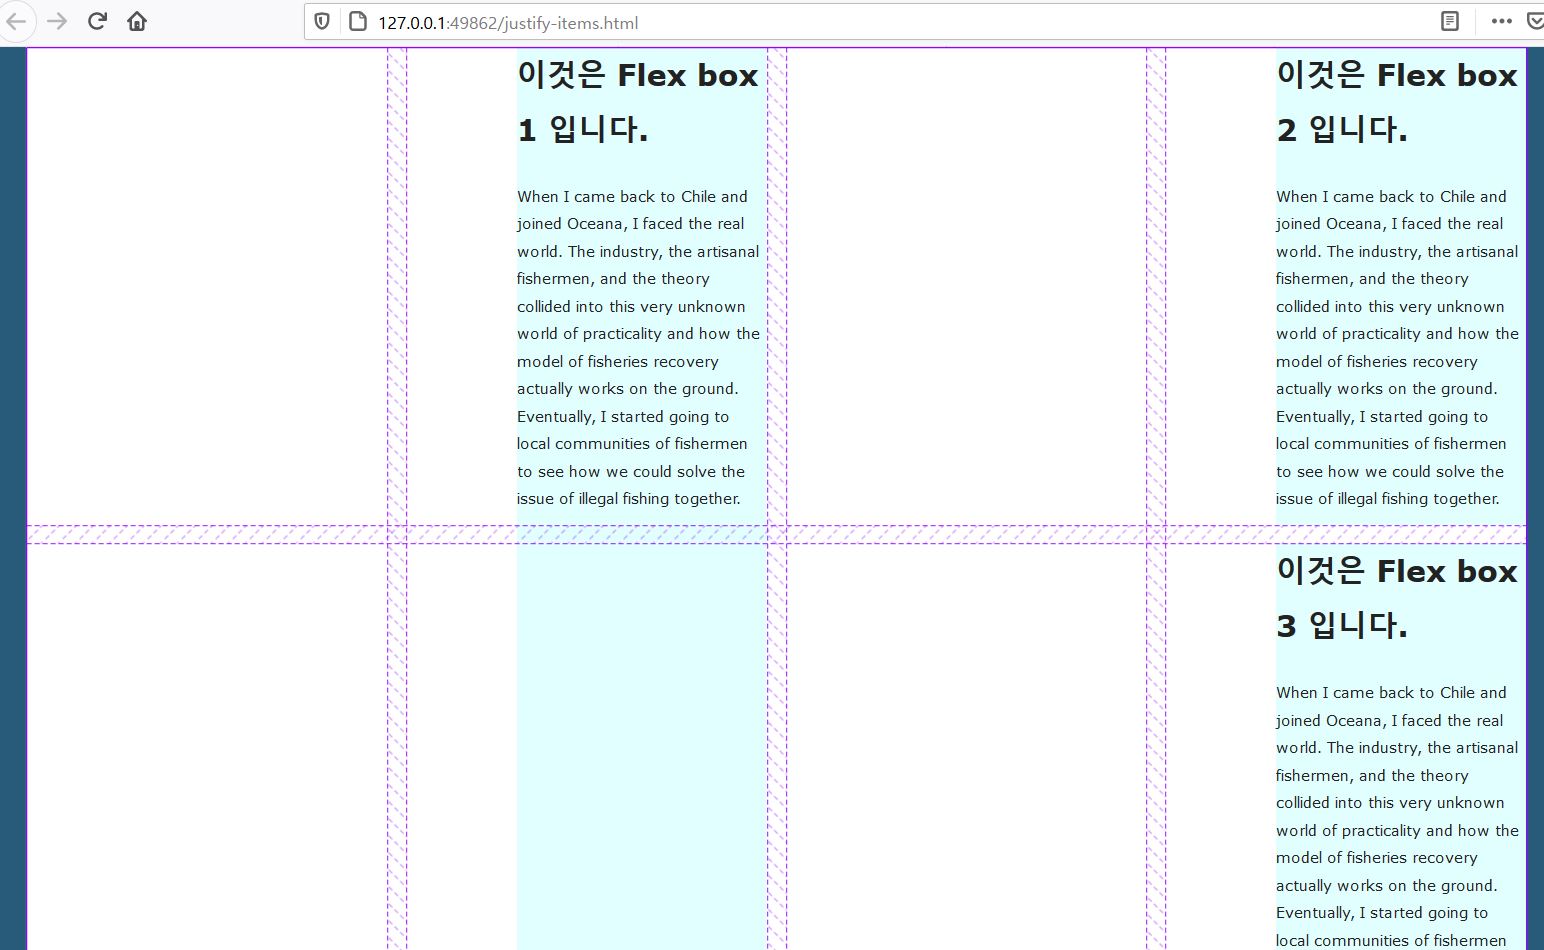 127.0.0.1:49862/justify-items.html
이것은 Flex box
1 입니다.
When I came back to Chile and
joined Oceana, I faced the real
world. The industry, the artisanal
fishermen, and the theory
collided into this very unknown
world of practicality and how the
model of fisheries recovery
actually works on the ground.
Eventually, I started going to
local communities of fishermen
to see how we could solve the
issue of illegal fishing together.
이것은 Flex box
2 입니다.
When I came back to Chile and
joined Oceana, I faced the real
world. The industry, the artisanal
fishermen, and the theory
collided into this very unknown
world of practicality and how the
model of fisheries recovery
actually works on the ground.
Eventually, I started going to
local communities of fishermen
to see how we could solve the
issue of illegal fishing together.
이것은 Flex box
3 입니다.
When I came back to Chile and
joined Oceana, I faced the real
world. The industry, the artisanal
fishermen, and the theory
collided into this very unknown
world of practicality and how the
model of fisheries recovery
actually works on the ground.
Eventually, I started going to
local communities of fishermen